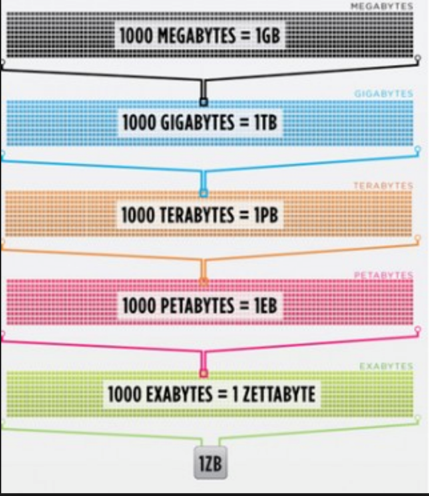 MEGABYTES
1000 MEGABYTES = 1GB
GIGABYTES
1000 GIGABYTES = 1TB
TERABYTES
1000 TERABYTES = 1PB
PETABYTES
1000 PETABYTES = 1EB
EXABYTES
1000 EXABYTES = 1 ZETTABYTE
1ZB